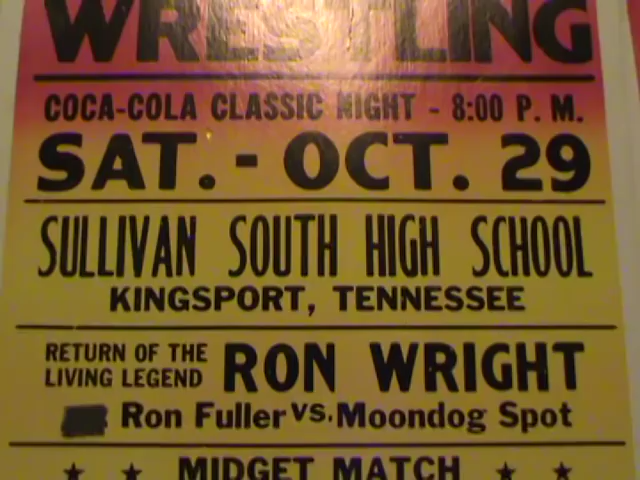 WRESTLING
COCA-COLA CLASSIC NIGHT - 8:00 P. M.
SAT. - OCT. 29
SULLIVAN SOUTH HIGH SCHOOL
KINGSPORT, TENNESSEE
RETURN OF THE
LIVING LEGEND RON WRIGHT
Ron Fuller vs. Moondog Spot
★ ★ MIDGET MATCH ★ ★